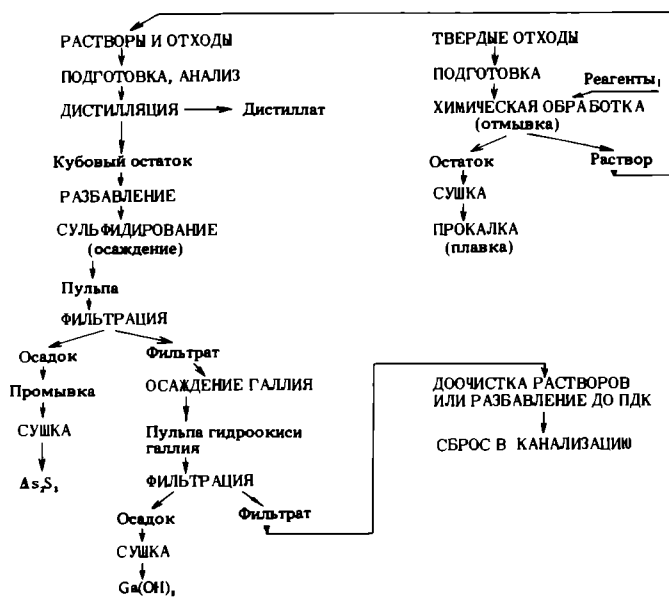 РАСТВОРЫ И ОТХОДЫ
ПОДГОТОВКА, АНАЛИЗ
ДИСТИЛЛЯЦИЯ
Дистиллат
Кубовый остаток
РАЗБАВЛЕНИЕ
СУЛЬФИДИРОВАНИЕ
(осаждение)
Пульпа
ФИЛЬТРАЦИЯ
Осадок
Промывка
СУШКА
As₂S₃
Фильтрат
ОСАЖДЕНИЕ ГАЛЛИЯ
Пульпа гидроокиси
галлия
ФИЛЬТРАЦИЯ
Осадок
СУШКА
Ga(OH)₃
Фильтрат
ТВЕРДЫЕ ОТХОДЫ
ПОДГОТОВКА
Реагенты
ХИМИЧЕСКАЯ ОБРАБОТКА
(отмывка)
Остаток
СУШКА
ПРОКАЛКА
(плавка)
Раствор
ДООЧИСТКА РАСТВОРОВ
ИЛИ РАЗБАВЛЕНИЕ ДО ПДК
СБРОС В КАНАЛИЗАЦИЮ